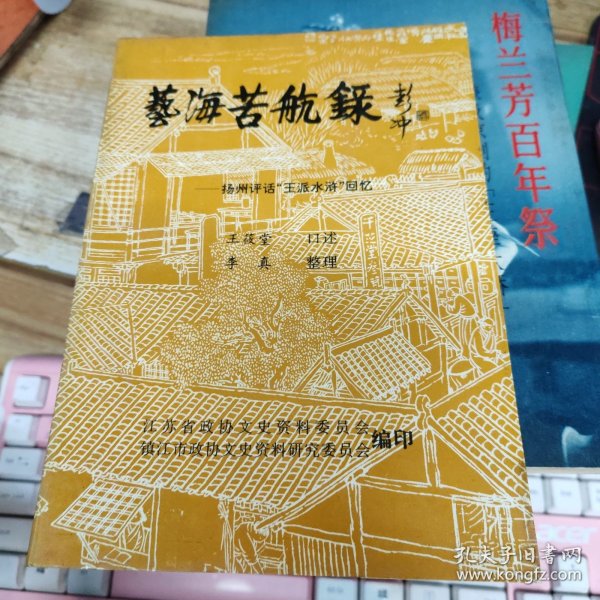 藝海苦航錄
彭冲
——扬州评话“王派水浒”回忆
王筱堂 口述
李真 整理
江苏省政协文史资料委员会
镇江市政协文史资料研究委员会
编印
梅兰芳百年祭
acer
孔夫子旧书网
www.kongfz.com